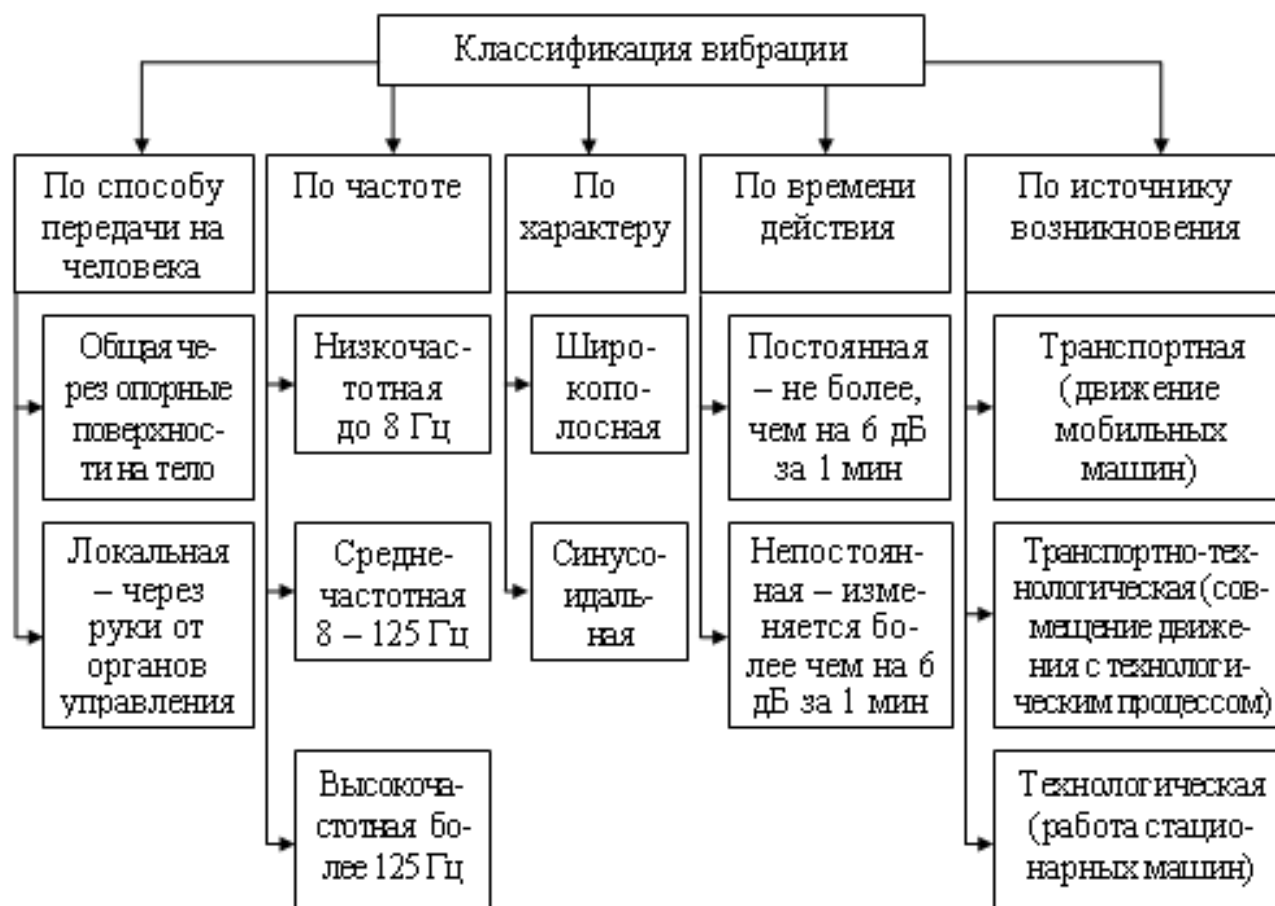 Классификация вибрации
По способу
передачи на
человека
По частоте
По
характеру
По времени
действия
По источнику
возникновения
Общая че-
рез опорные
поверхнос-
ти на тело
Низкочас-
тотная
до 8 Гц
Широ-
копо-
лосная
Постоянная
– не более,
чем на 6 дБ
за 1 мин
Транспортная
(движение
мобильных
машин)
Локальная
– через
руки от
органов
управления
Средне-
частотная
8 – 125 Гц
Синусо-
идаль-
ная
Непостоян-
ная – изме-
няется бо-
лее чем на 6
дБ за 1 мин
Транспортно-тех-
нологическая (сов-
мещение движе-
ния с технологи-
ческим процессом)
Высокоча-
стотная бо-
лее 125 Гц
Технологическая
(работа стацио-
нарных машин)